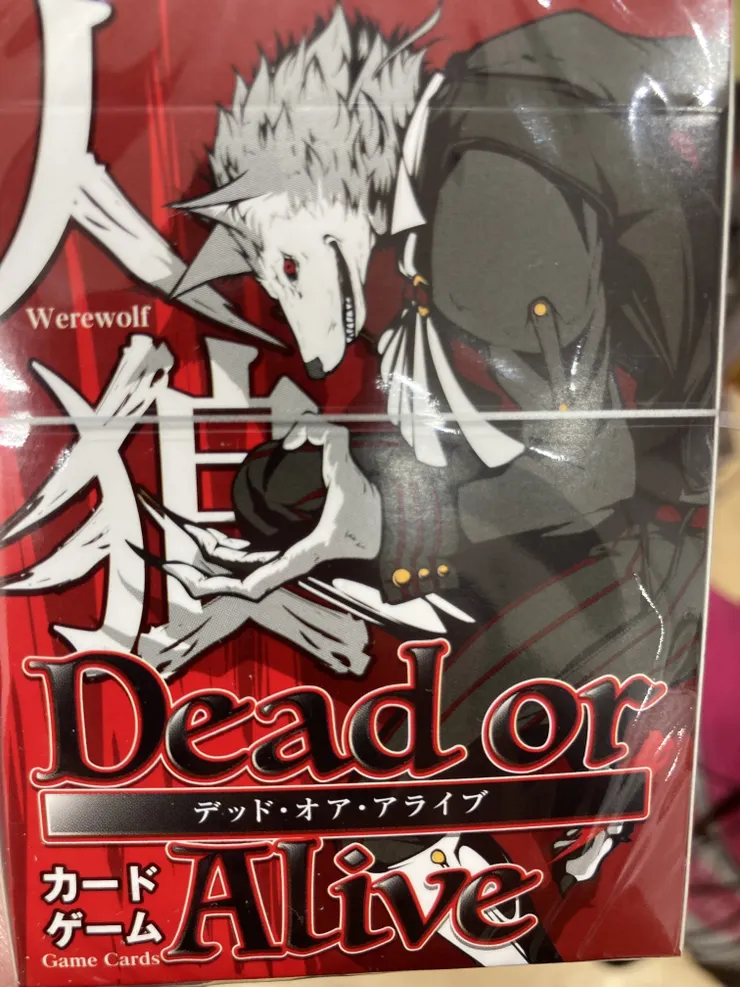 人狼
Werewolf
Dead or
デッド・オア・アライブ
Alive
カード
ゲーム
Game Cards